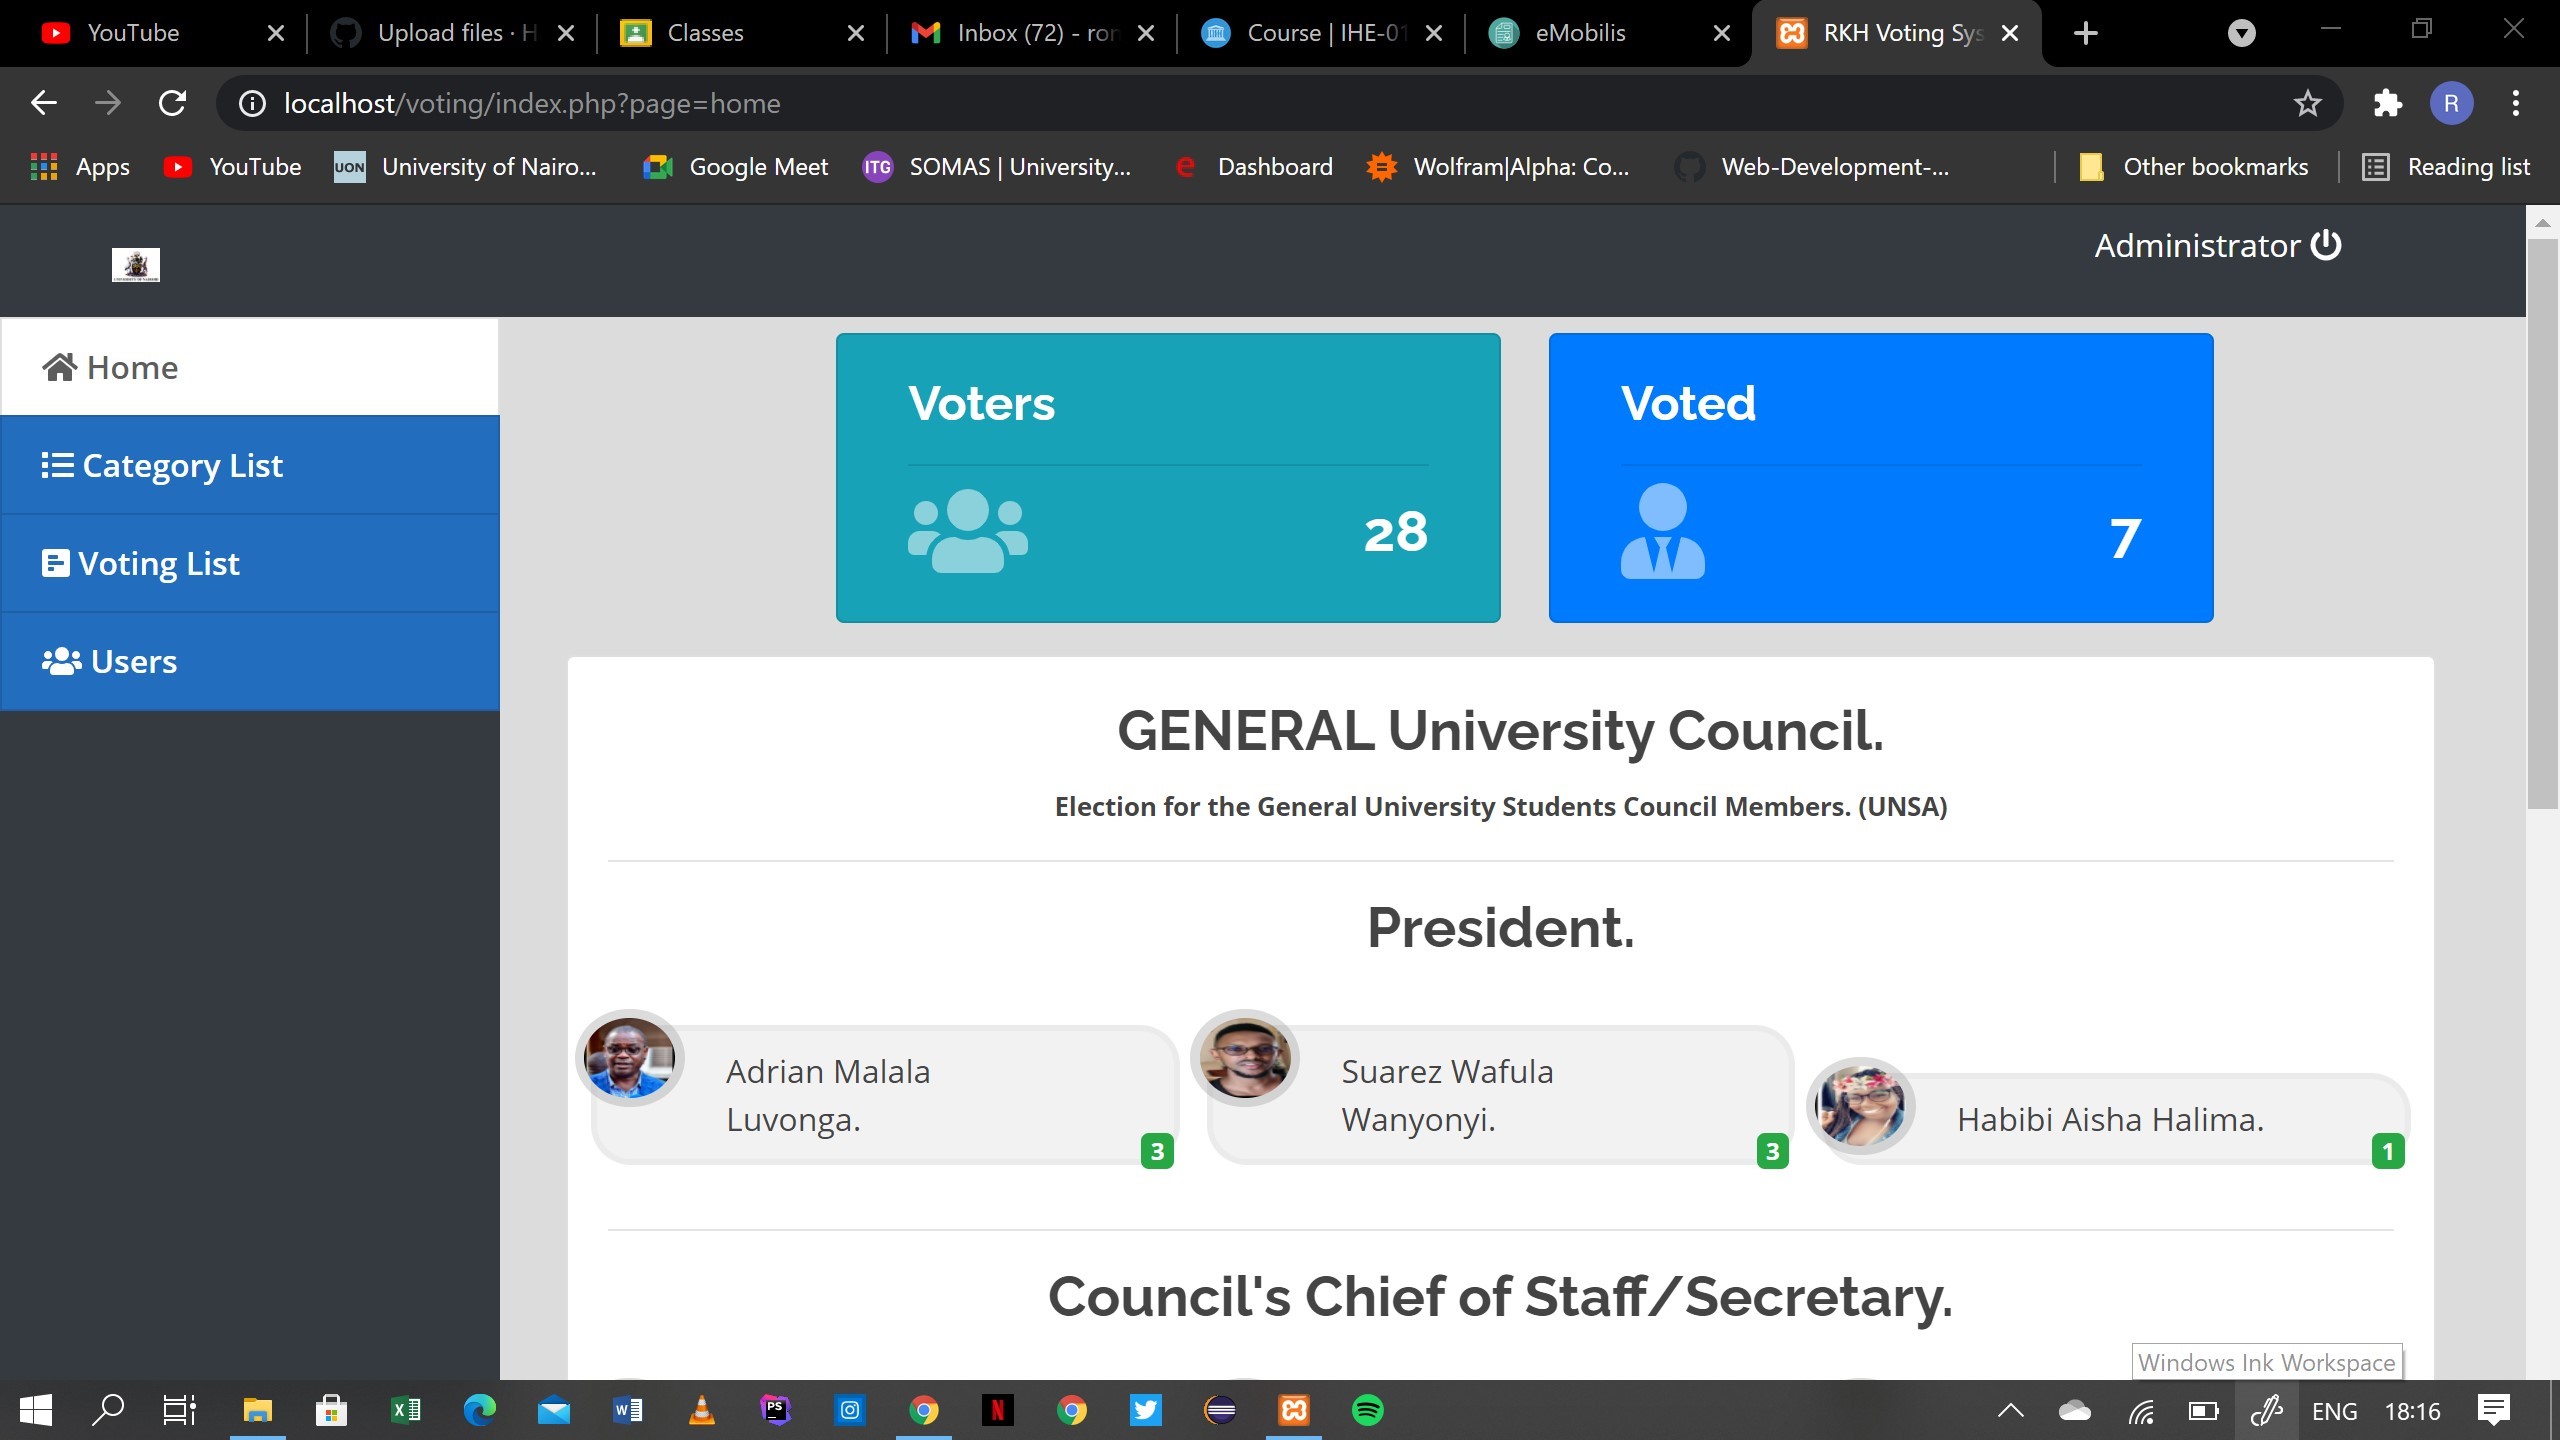 YouTube
Upload files · H
Classes
Inbox (72) - ron
Course | IHE-01
eMobilis
RKH Voting Sys
localhost/voting/index.php?page=home
R
Apps
YouTube
UON University of Nairo...
Google Meet
ITG SOMAS | University...
e Dashboard
Wolfram|Alpha: Co...
Web-Development-...
Other bookmarks
Reading list
Administrator
Home
Category List
Voting List
Users
Voters
28
Voted
7
GENERAL University Council.
Election for the General University Students Council Members. (UNSA)
President.
Adrian Malala
Luvonga.
3
Suarez Wafula
Wanyonyi.
3
Habibi Aisha Halima.
1
Council's Chief of Staff/Secretary.
Windows Ink Workspace
PS
N
ENG
18:16